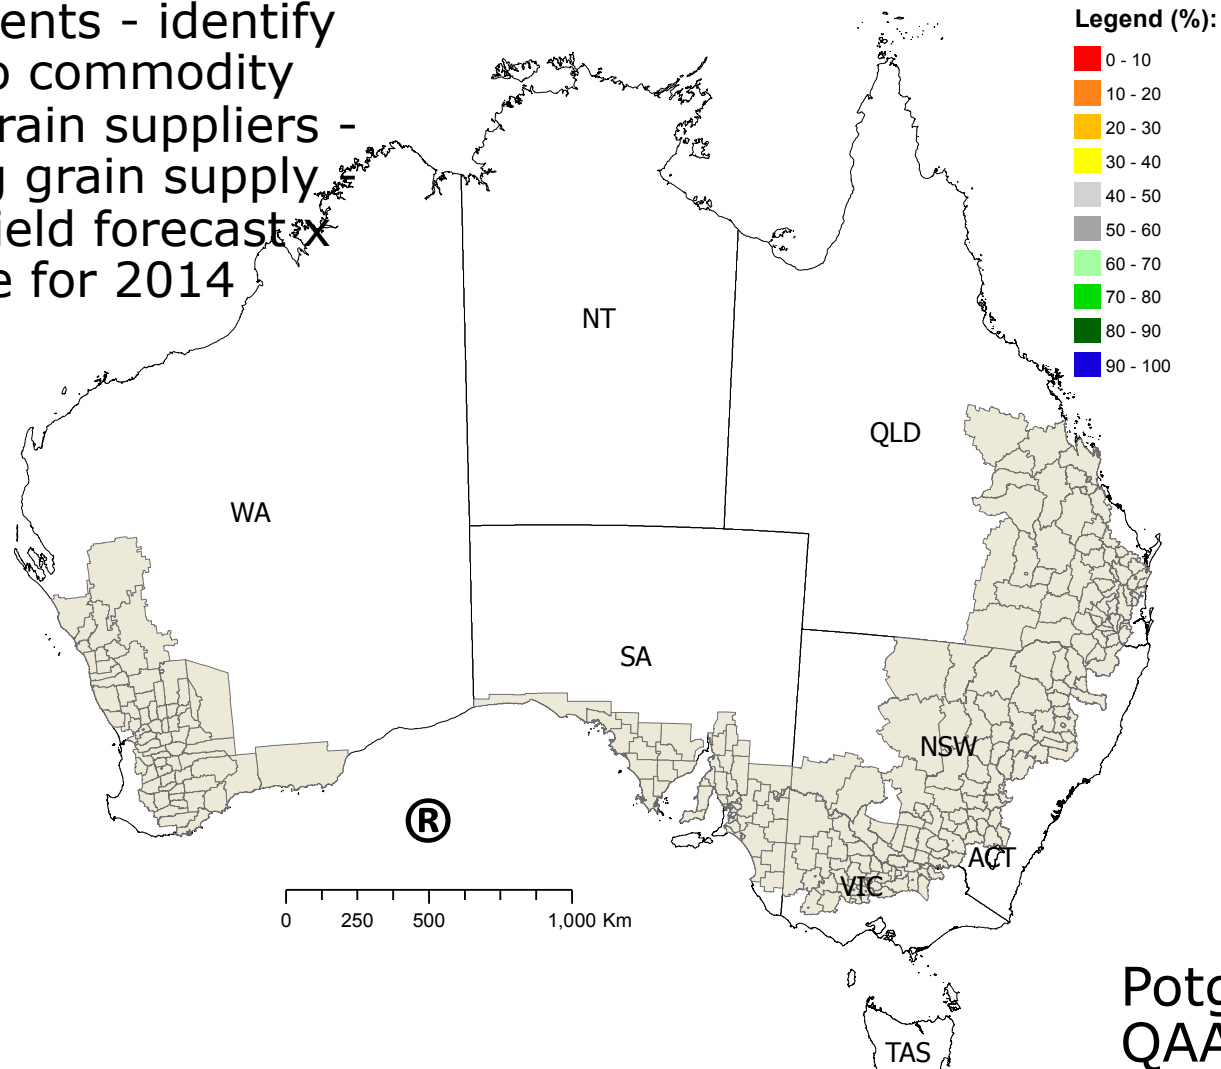 ents - identify
o commodity
rain suppliers -
g grain supply -
ield forecast x
e for 2014
Legend (%):
0 - 10
10 - 20
20 - 30
30 - 40
40 - 50
50 - 60
60 - 70
70 - 80
80 - 90
90 - 100
NT
QLD
WA
SA
NSW
ACT
VIC
TAS
®
0 250 500 1,000 Km
Potg
QAA